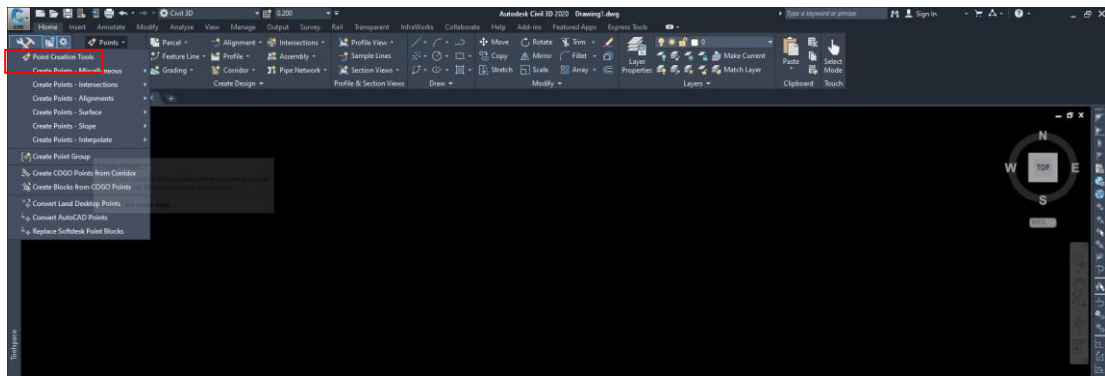 Civil 3D 0.200 Autodesk Civil 3D 2020 Drawing1.dwg Type a keyword or phrase Sign In
Home Insert Annotate Modify Analyze View Manage Output Survey Rail Transparent InfraWorks Collaborate Help Add-ins Featured Apps Express Tools
Points Parcel Alignment Intersections Profile View Move Rotate Trim 0
Point Creation Tools Feature Line Profile Assembly Sample Lines Copy Mirror Fillet Make Current
Create Points - Miscellaneous Grading Corridor Pipe Network Section Views Stretch Scale Array Layer Properties Match Layer Paste Select Mode
Create Points - Intersections Create Design Profile & Section Views Draw Modify Layers Clipboard Touch
Create Points - Alignments
Create Points - Surface
Create Points - Slope
Create Points - Interpolate
Create Point Group
Create COGO Points from Corridor
Create Blocks from COGO Points
Convert Land Desktop Points
Convert AutoCAD Points
Replace Softdesk Point Blocks
N
W TOP E
S
WCS
Toolspace